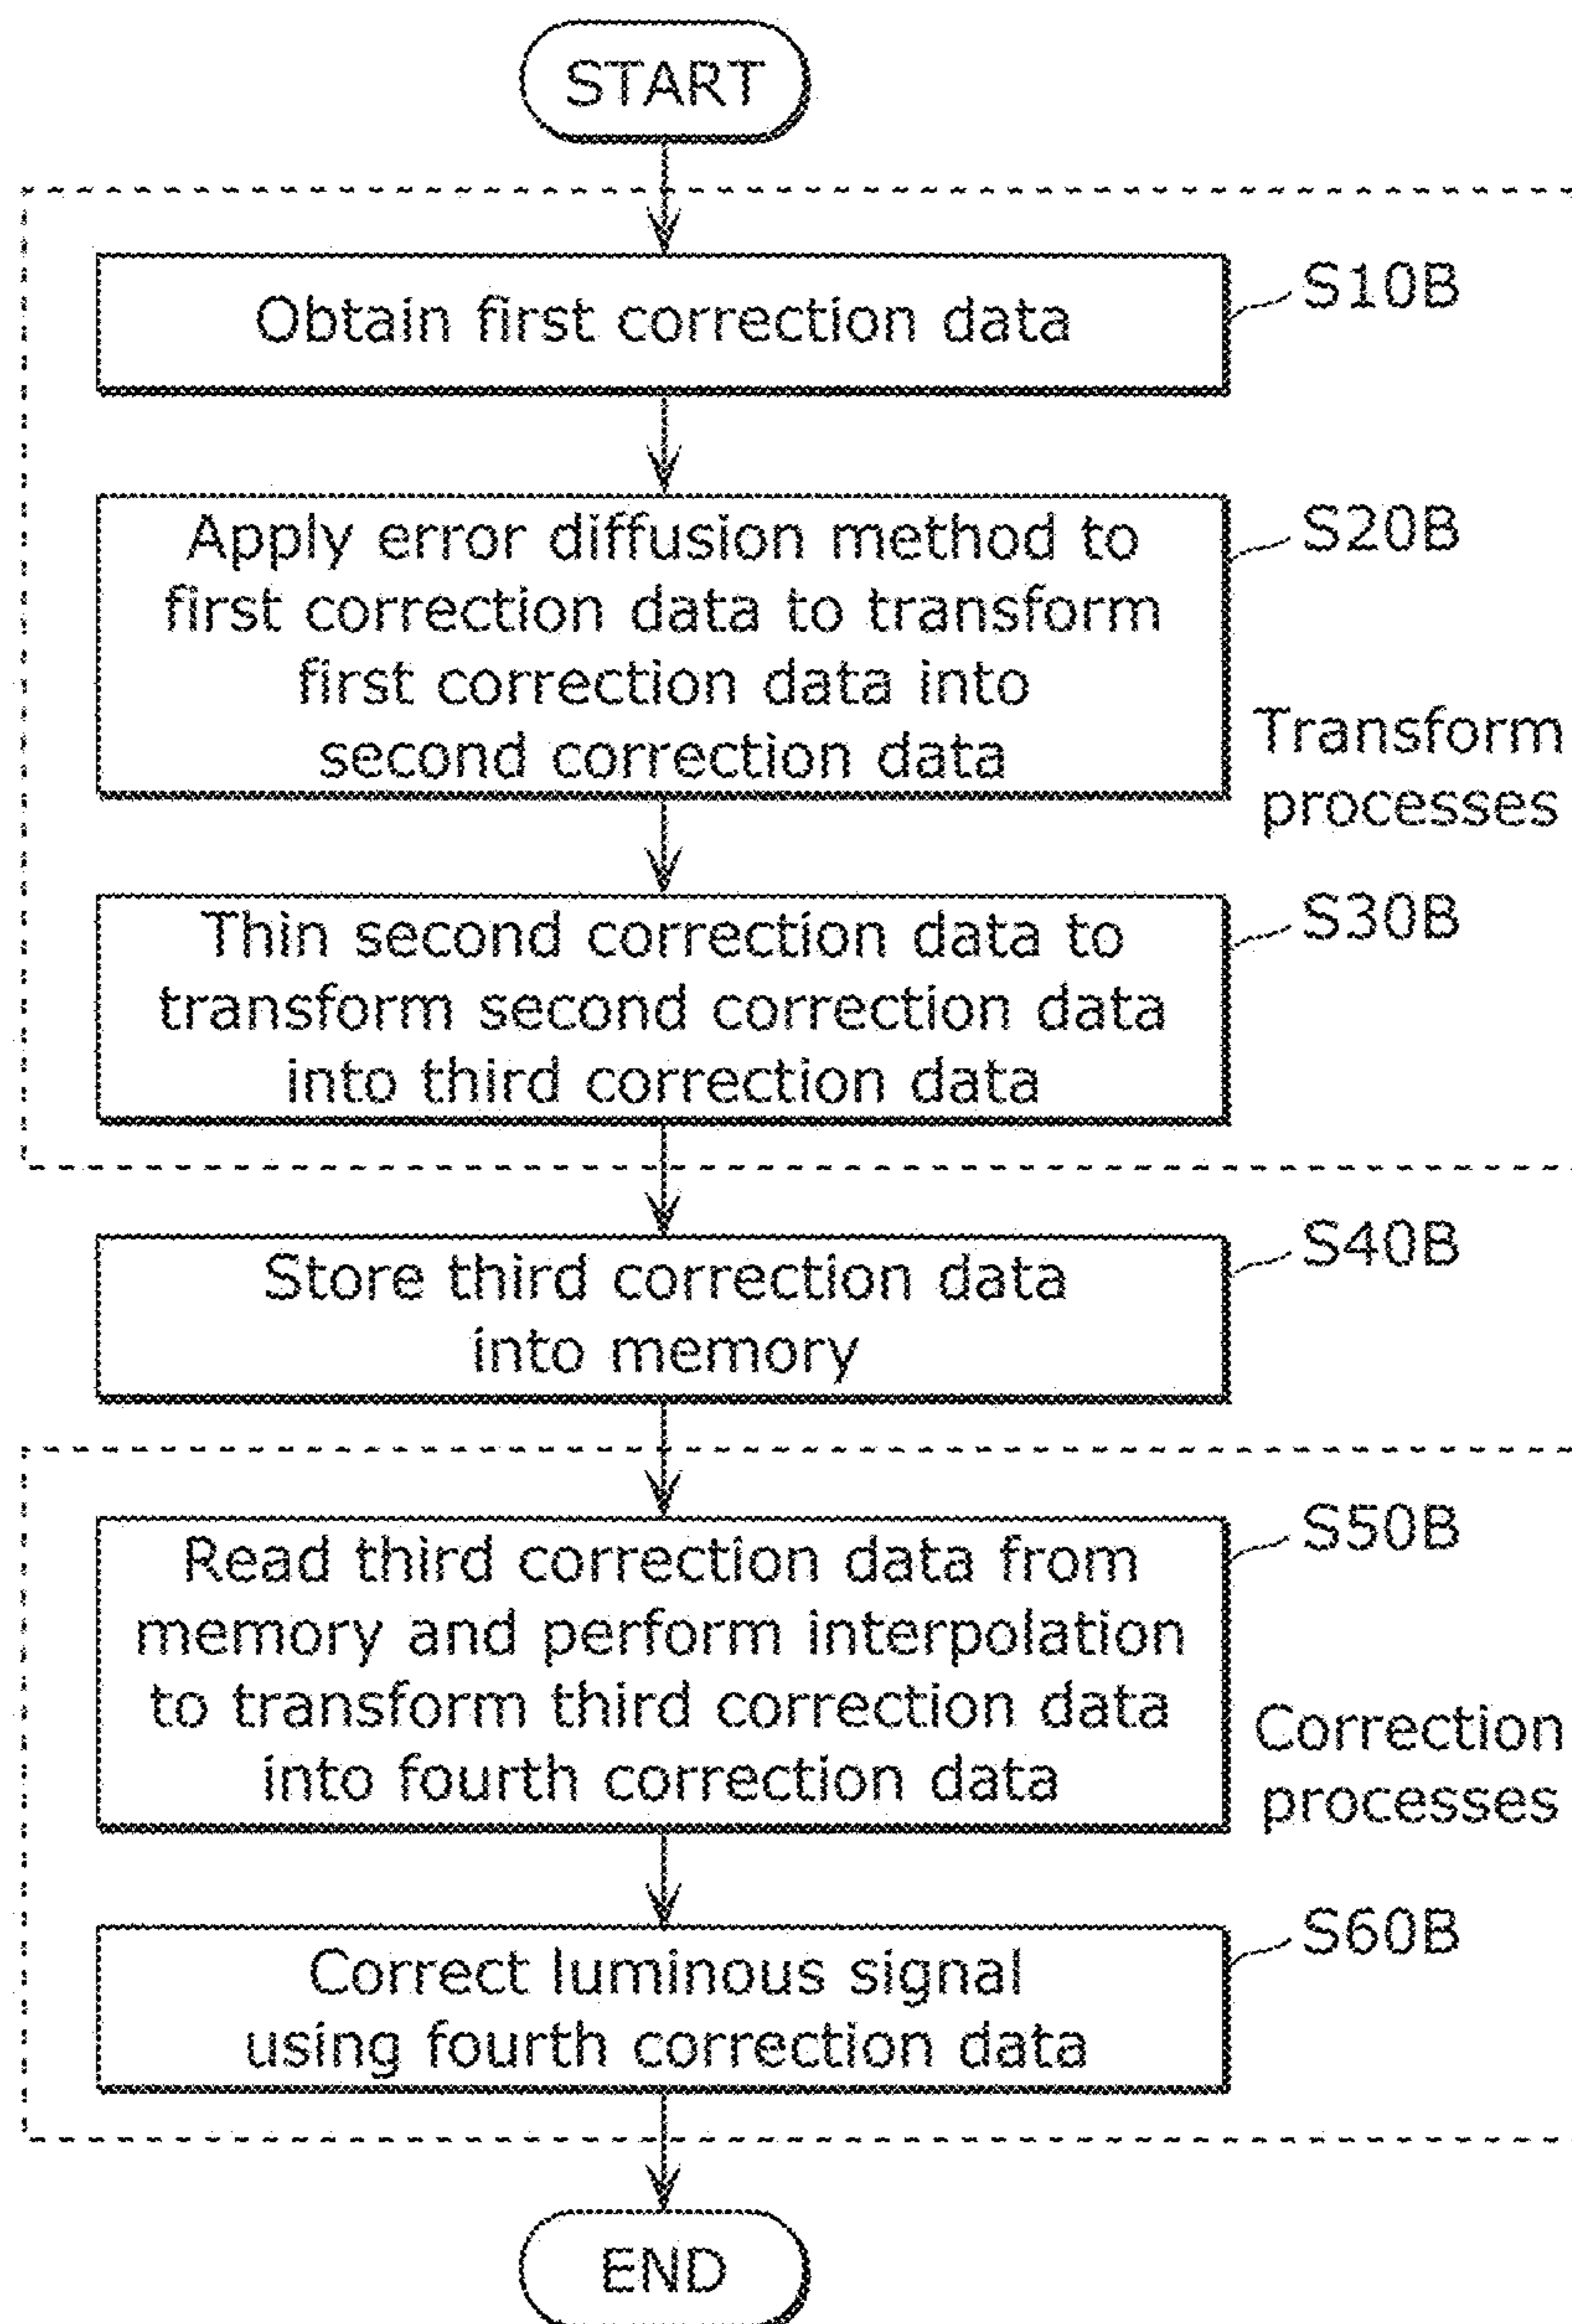 START
Obtain first correction data
S10B
Apply error diffusion method to
first correction data to transform
first correction data into
second correction data
S20B
Transform
processes
Thin second correction data to
transform second correction data
into third correction data
S30B
Store third correction data
into memory
S40B
Read third correction data from
memory and perform interpolation
to transform third correction data
into fourth correction data
S50B
Correction
processes
Correct luminous signal
using fourth correction data
S60B
END